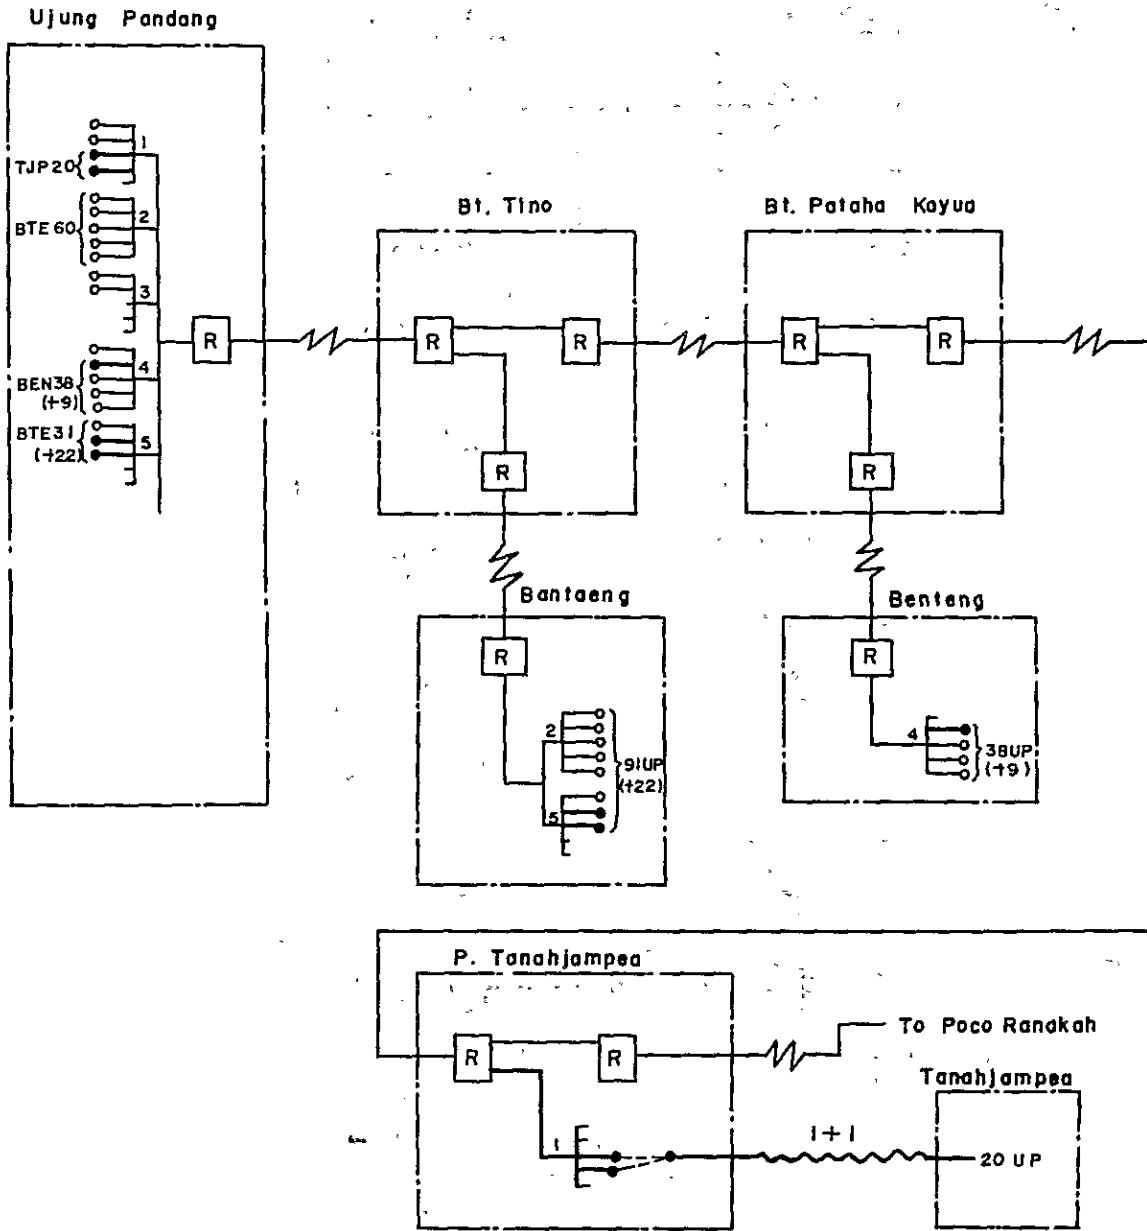 Ujung Pandang
1
TJP20
BTE 60
2
3
BEN38
(+9)
4
BTE31
(+22)
5
R
Bt. Tino
R
R
R
Bt. Pataha Kayua
R
R
R
Bantaeng
R
2
5
91UP
(+22)
Benteng
R
4
38UP
(+9)
P. Tanahjampea
R
R
1
To Poco Ranakah
Tanahjampea
1+1
20 UP